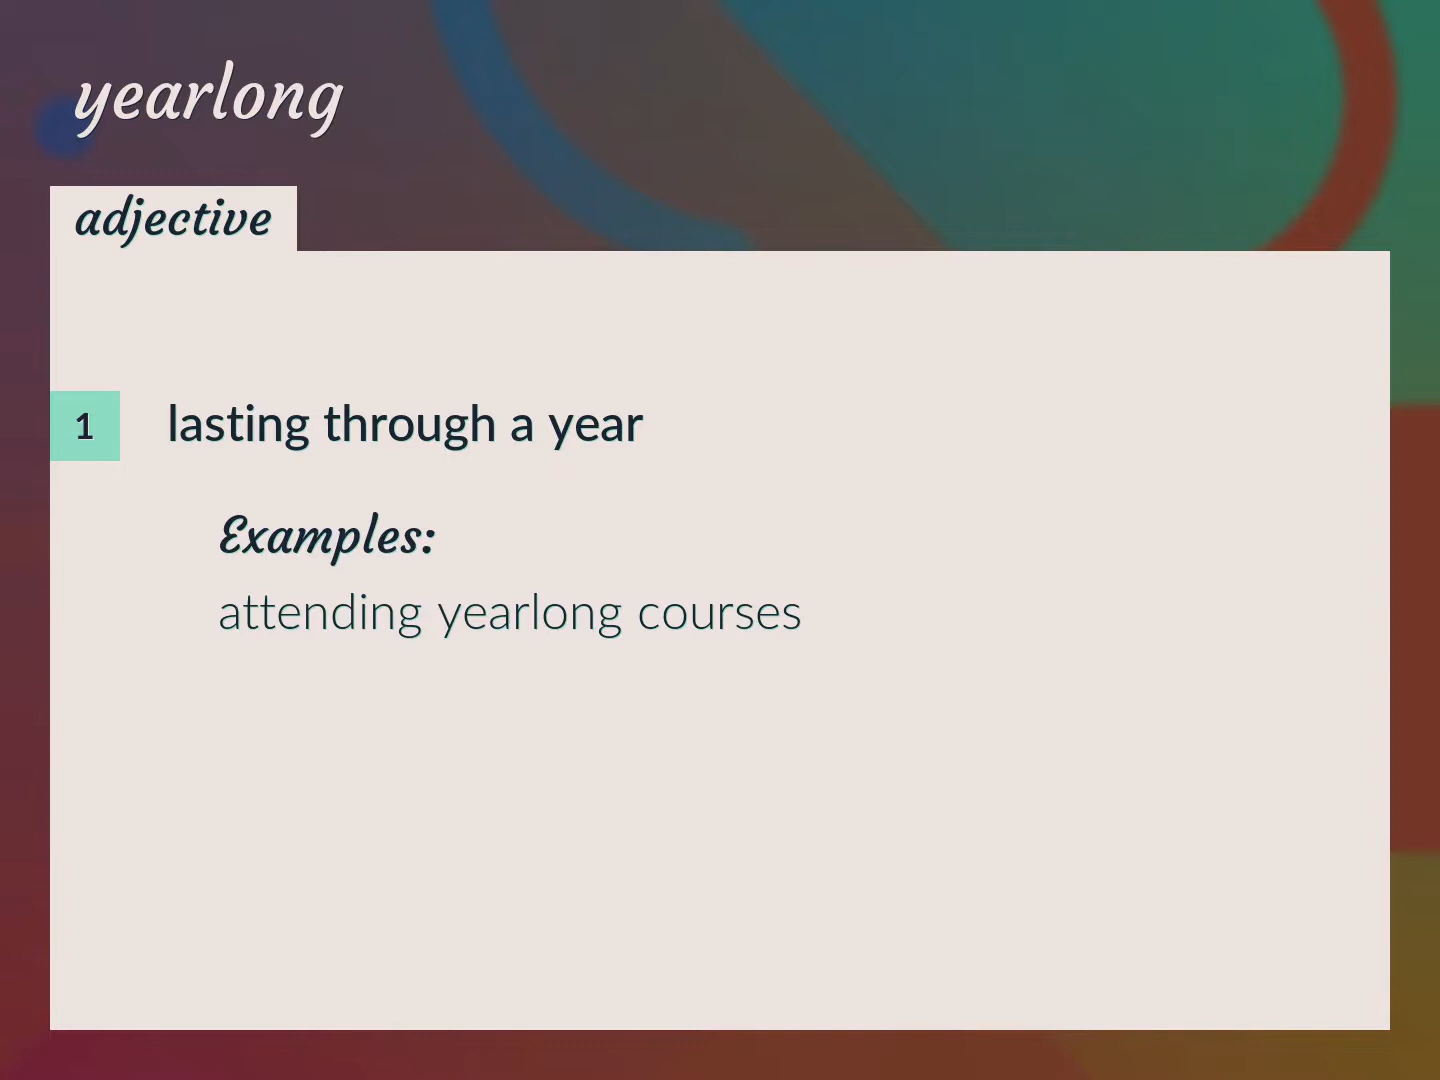 yearlong
adjective
1 lasting through a year
Examples:
attending yearlong courses